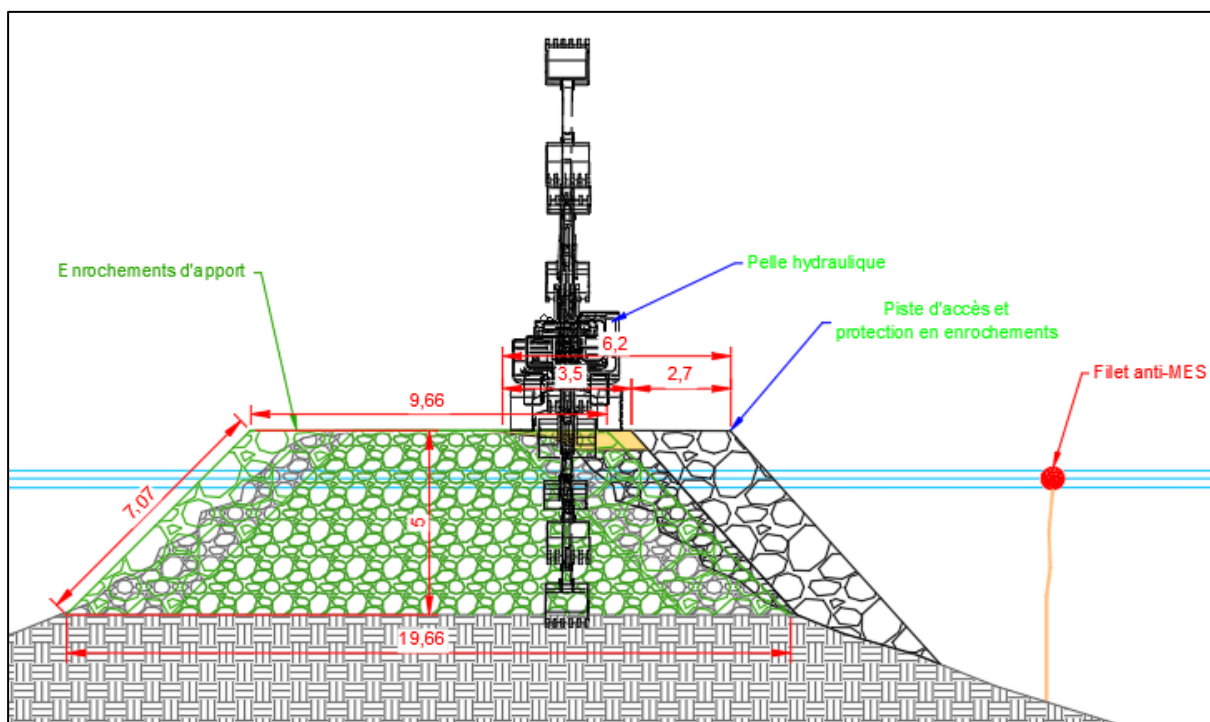 Enrochements d'apport
Pelle hydraulique
Piste d'accès et
protection en enrochements
6,2
Filet anti-MES
3,5
2,7
9,66
7,07
5
19,66